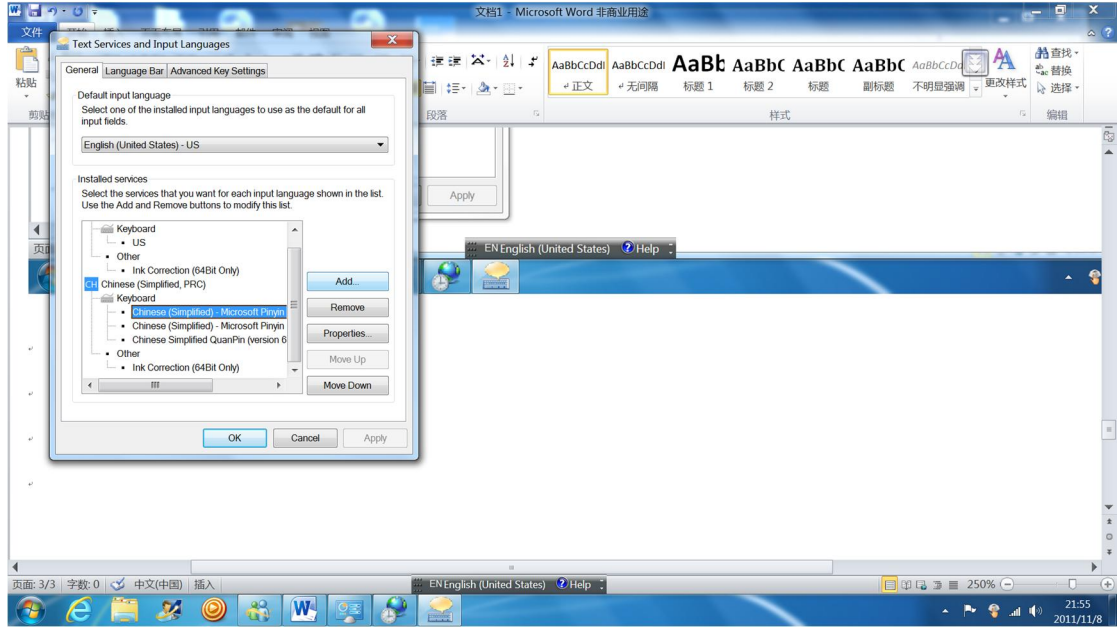 文档1 - Microsoft Word 非商业用途
文件
Text Services and Input Languages
General
Language Bar
Advanced Key Settings
Default input language
Select one of the installed input languages to use as the default for all
input fields.
English (United States) - US
Installed services
Select the services that you want for each input language shown in the list.
Use the Add and Remove buttons to modify this list.
Keyboard
US
Other
Ink Correction (64Bit Only)
CH Chinese (Simplified, PRC)
Keyboard
Chinese (Simplified) - Microsoft Pinyin
Chinese (Simplified) - Microsoft Pinyin
Chinese Simplified QuanPin (version 6
Other
Ink Correction (64Bit Only)
Add...
Remove
Properties...
Move Up
Move Down
OK
Cancel
Apply
粘贴
剪贴
段落
AaBbCcDdI AaBbCcDdI AaBb AaBbC AaBbC AaBbC AaBbCcDd
正文 无间隔 标题 1 标题 2 标题 副标题 不明显强调
更改样式
样式
查找
替换
选择
编辑
Apply
EN English (United States) Help
页面: 3/3 字数: 0 中文(中国) 插入
EN English (United States) Help
250%
21:55
2011/11/8